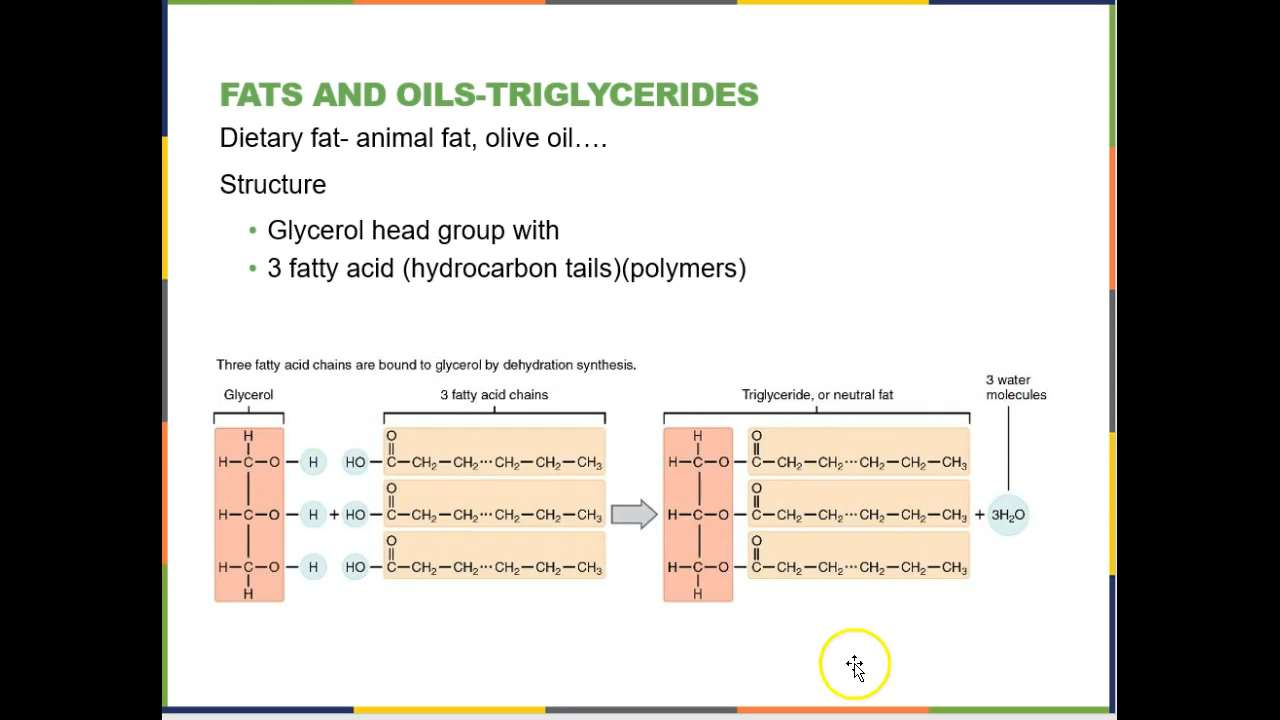 FATS AND OILS-TRIGLYCERIDES
Dietary fat- animal fat, olive oil….
Structure
• Glycerol head group with
• 3 fatty acid (hydrocarbon tails)(polymers)
Three fatty acid chains are bound to glycerol by dehydration synthesis.
Glycerol
3 fatty acid chains
Triglyceride, or neutral fat
3 water
molecules
H
O
H
O
H—C—O—H HO—C—CH₂—CH₂⋯CH₂—CH₂—CH₃
H—C—O—C—CH₂—CH₂⋯CH₂—CH₂—CH₃
O
O
H—C—O—H + HO—C—CH₂—CH₂⋯CH₂—CH₂—CH₃
H—C—O—C—CH₂—CH₂⋯CH₂—CH₂—CH₃ + 3H₂O
O
O
H—C—O—H HO—C—CH₂—CH₂⋯CH₂—CH₂—CH₃
H—C—O—C—CH₂—CH₂⋯CH₂—CH₂—CH₃
H
H